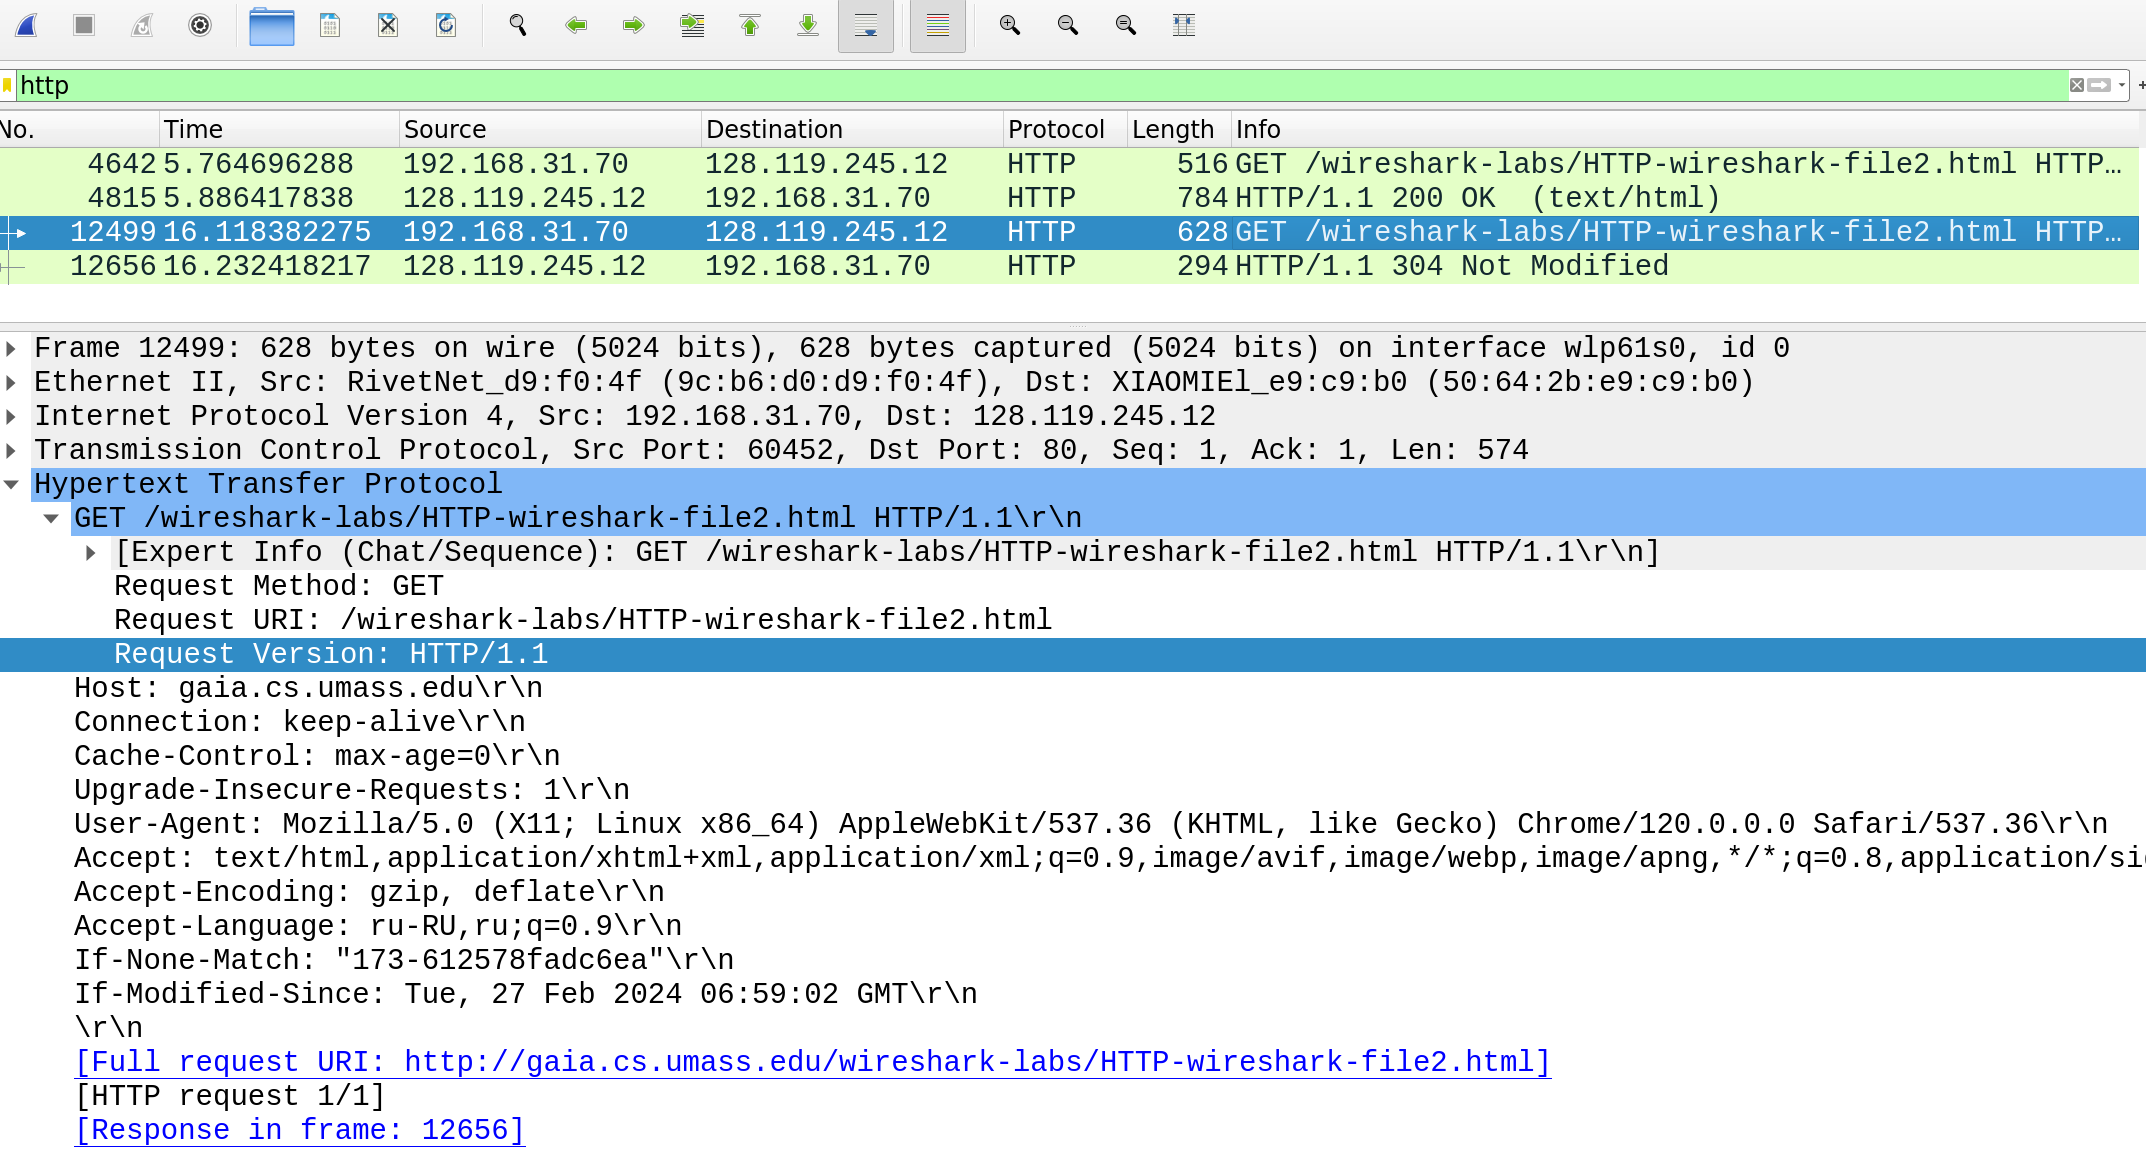 http
No. Time Source Destination Protocol Length Info
4642 5.764696288 192.168.31.70 128.119.245.12 HTTP 516 GET /wireshark-labs/HTTP-wireshark-file2.html HTTP…
4815 5.886417838 128.119.245.12 192.168.31.70 HTTP 784 HTTP/1.1 200 OK  (text/html)
12499 16.118382275 192.168.31.70 128.119.245.12 HTTP 628 GET /wireshark-labs/HTTP-wireshark-file2.html HTTP…
12656 16.232418217 128.119.245.12 192.168.31.70 HTTP 294 HTTP/1.1 304 Not Modified
Frame 12499: 628 bytes on wire (5024 bits), 628 bytes captured (5024 bits) on interface wlp61s0, id 0
Ethernet II, Src: RivetNet_d9:f0:4f (9c:b6:d0:d9:f0:4f), Dst: XIAOMIEl_e9:c9:b0 (50:64:2b:e9:c9:b0)
Internet Protocol Version 4, Src: 192.168.31.70, Dst: 128.119.245.12
Transmission Control Protocol, Src Port: 60452, Dst Port: 80, Seq: 1, Ack: 1, Len: 574
Hypertext Transfer Protocol
GET /wireshark-labs/HTTP-wireshark-file2.html HTTP/1.1\r\n
[Expert Info (Chat/Sequence): GET /wireshark-labs/HTTP-wireshark-file2.html HTTP/1.1\r\n]
Request Method: GET
Request URI: /wireshark-labs/HTTP-wireshark-file2.html
Request Version: HTTP/1.1
Host: gaia.cs.umass.edu\r\n
Connection: keep-alive\r\n
Cache-Control: max-age=0\r\n
Upgrade-Insecure-Requests: 1\r\n
User-Agent: Mozilla/5.0 (X11; Linux x86_64) AppleWebKit/537.36 (KHTML, like Gecko) Chrome/120.0.0.0 Safari/537.36\r\n
Accept: text/html,application/xhtml+xml,application/xml;q=0.9,image/avif,image/webp,image/apng,*/*;q=0.8,application/si
Accept-Encoding: gzip, deflate\r\n
Accept-Language: ru-RU,ru;q=0.9\r\n
If-None-Match: "173-612578fadc6ea"\r\n
If-Modified-Since: Tue, 27 Feb 2024 06:59:02 GMT\r\n
\r\n
[Full request URI: http://gaia.cs.umass.edu/wireshark-labs/HTTP-wireshark-file2.html]
[HTTP request 1/1]
[Response in frame: 12656]